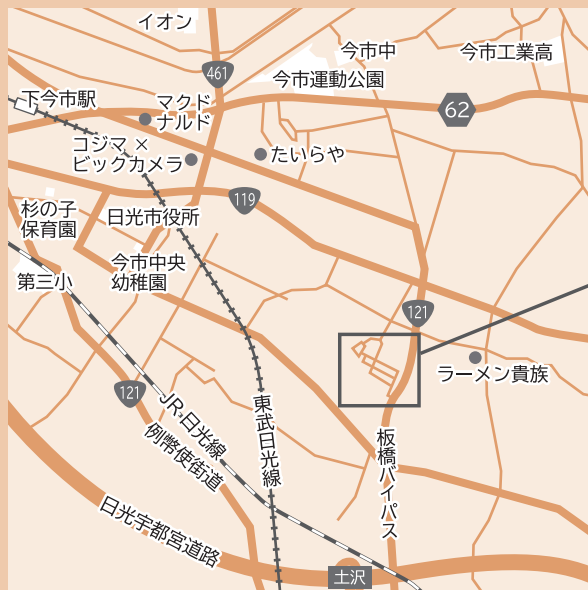 イオン
今市中
今市工業高
461
今市運動公園
下今市駅
マクド
ナルド
62
コジマ×
ビックカメラ
たいらや
119
杉の子
保育園
日光市役所
今市中央
幼稚園
第三小
121
ラーメン貴族
121
JR・日光線
例幣使街道
東武日光線
板橋バイパス
日光宇都宮道路
土沢